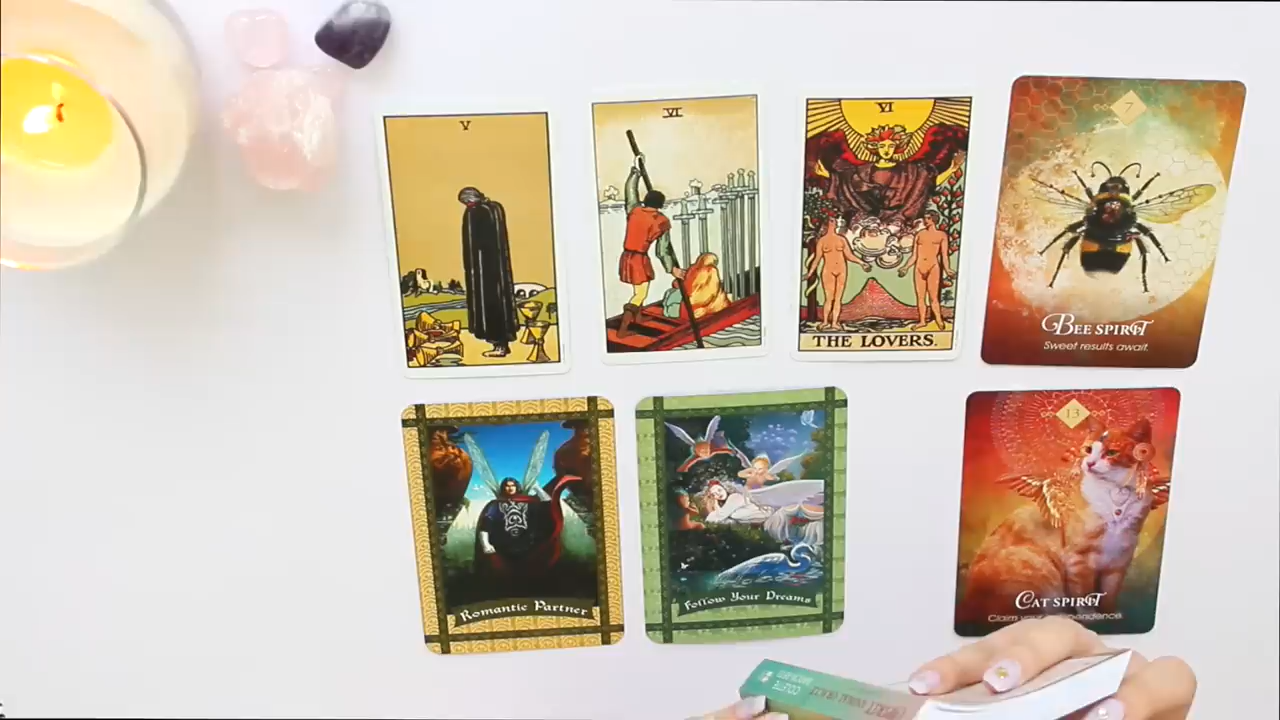 V
VI
VI
THE LOVERS.
7
BEE SPIRIT
Sweet results await.
Romantic Partner
Follow Your Dreams
13
CAT SPIRIT
Claim your independence.
COLETTE